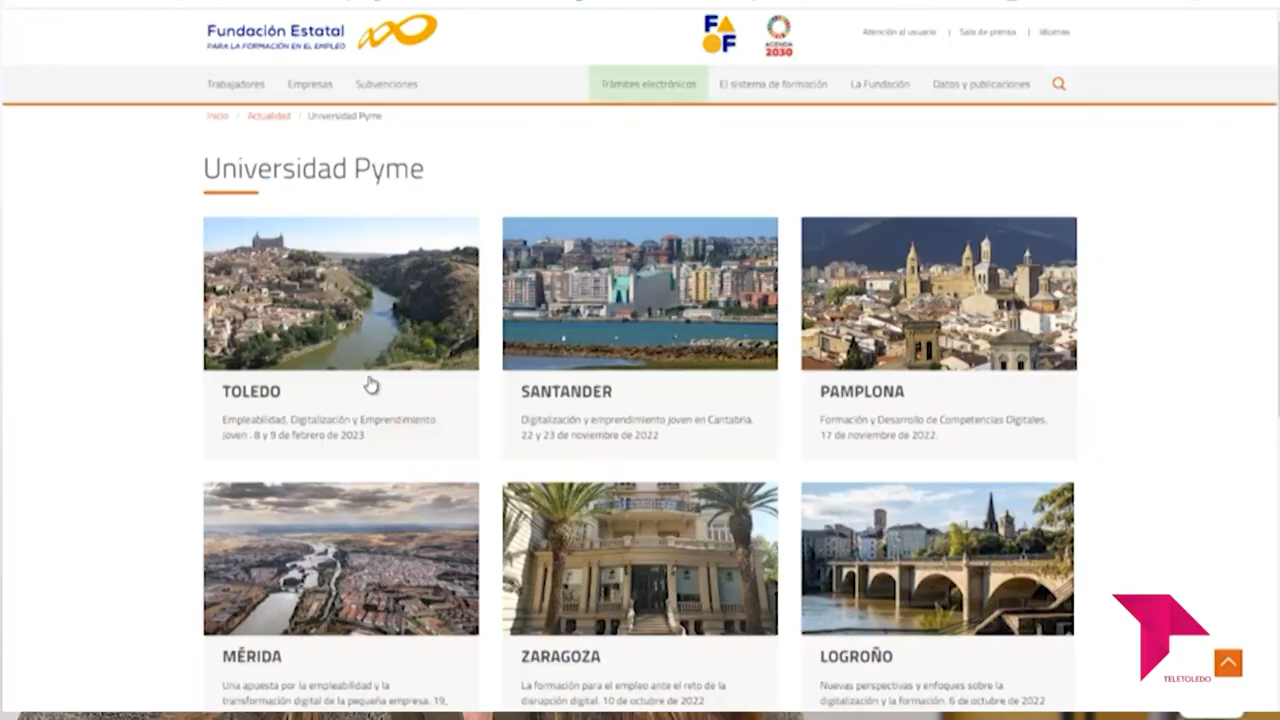 Fundación Estatal
PARA LA FORMACIÓN EN EL EMPLEO
FAOF
AGENDA
2030
Atención al usuario | Sala de prensa | Idiomas
Trabajadores Empresas Subvenciones Trámites electrónicos El sistema de formación La Fundación Datos y publicaciones
Inicio / Actualidad / Universidad Pyme
Universidad Pyme
TOLEDO
Empleabilidad, Digitalización y Emprendimiento
Joven . 8 y 9 de febrero de 2023
SANTANDER
Digitalización y emprendimiento joven en Cantabria.
22 y 23 de noviembre de 2022
PAMPLONA
Formación y Desarrollo de Competencias Digitales.
17 de noviembre de 2022.
MÉRIDA
Una apuesta por la empleabilidad y la
transformación digital de la pequeña empresa. 19,
ZARAGOZA
La formación para el empleo ante el reto de la
disrupción digital. 10 de octubre de 2022
LOGROÑO
Nuevas perspectivas y enfoques sobre la
digitalización y la formación. 6 de octubre de 2022
TELETOLEDO